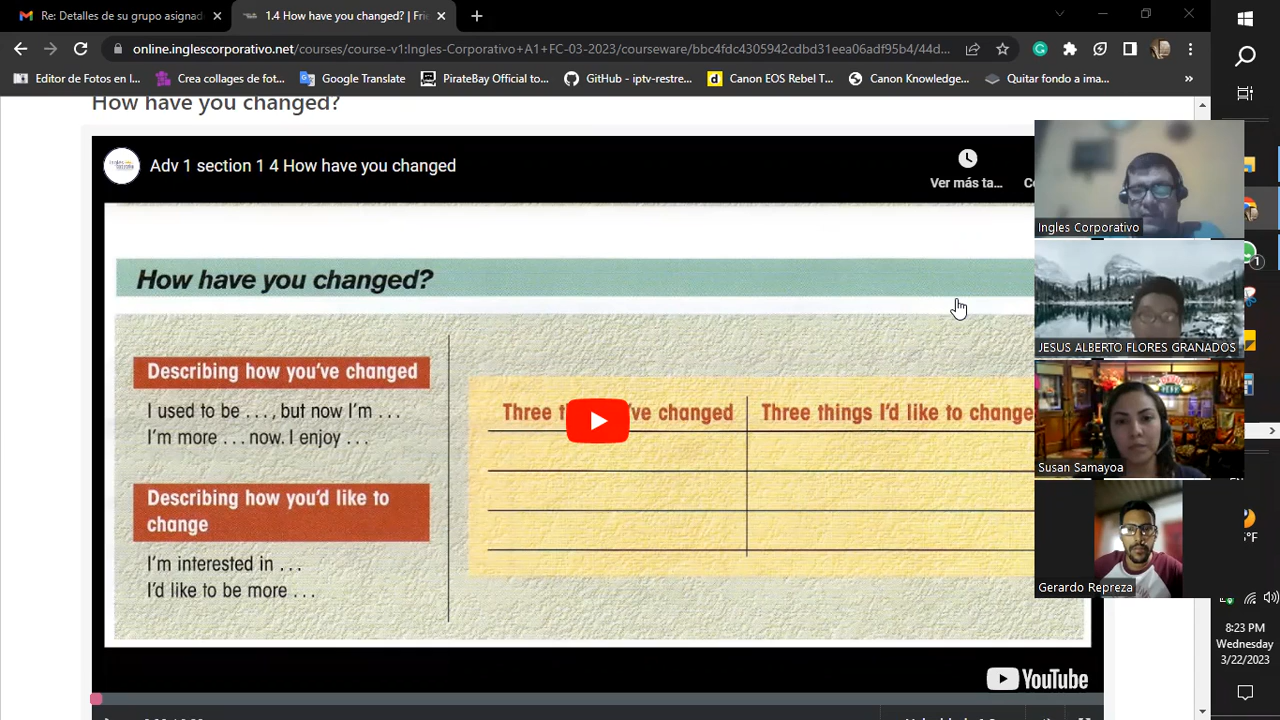 Re: Detalles de su grupo asignad
1.4 How have you changed? | Frie
online.inglescorporativo.net/courses/course-v1:Ingles-Corporativo+A1+FC-03-2023/courseware/bbc4fdc4305942cdbd31eea06adf95b4/44d...
Editor de Fotos en l...
Crea collages de fot...
Google Translate
PirateBay Official to...
GitHub - iptv-restre...
Canon EOS Rebel T...
Canon Knowledge...
Quitar fondo a ima...
»
How have you changed?
Adv 1 section 1 4 How have you changed
Ver más ta...
How have you changed?
Describing how you've changed
I used to be ..., but now I'm ...
I'm more ... now. I enjoy ...
Describing how you'd like to
change
I'm interested in ...
I'd like to be more ...
Three t 've changed
Three things I'd like to change
YouTube
Ingles Corporativo
JESUS ALBERTO FLORES GRANADOS
Susan Samayoa
Gerardo Repreza
1
8:23 PM
Wednesday
3/22/2023